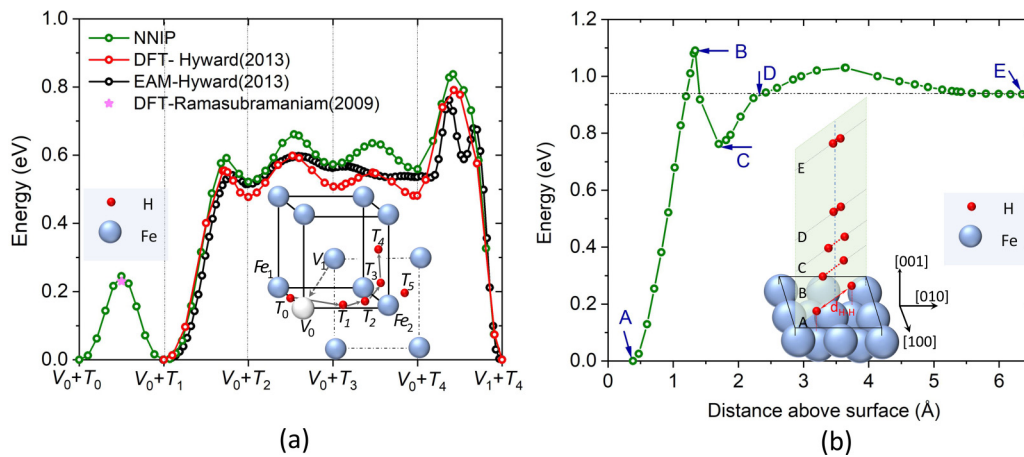 (a)
NNIP
DFT- Hyward(2013)
EAM-Hyward(2013)
DFT-Ramasubramaniam(2009)
Energy (eV)
1.0
0.8
0.6
0.4
0.2
0.0
H
Fe
Fe1
V1
T4
T3
T5
T0
V0
T1
T2
Fe2
V0+T0
V0+T1
V0+T2
V0+T3
V0+T4
V1+T4
(a)
(b)
Energy (eV)
1.2
1.0
0.8
0.6
0.4
0.2
0.0
A
B
C
D
E
E
D
C
B
A
dH-H
H
Fe
[001]
[010]
[100]
0
1
2
3
4
5
6
Distance above surface (Å)
(b)